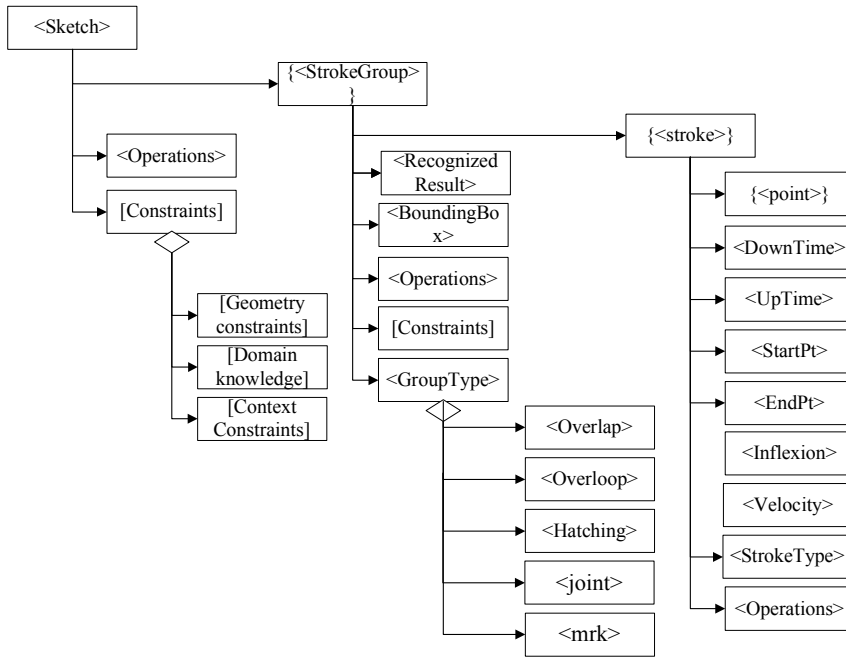 <Sketch>
{<StrokeGroup>
}
{<stroke>}
<Operations>
[Constraints]
[Geometry
constraints]
[Domain
knowledge]
[Context
Constraints]
<Recognized
Result>
<BoundingBo
x>
<Operations>
[Constraints]
<GroupType>
<Overlap>
<Overloop>
<Hatching>
<joint>
<mrk>
{<point>}
<DownTime>
<UpTime>
<StartPt>
<EndPt>
<Inflexion>
<Velocity>
<StrokeType>
<Operations>